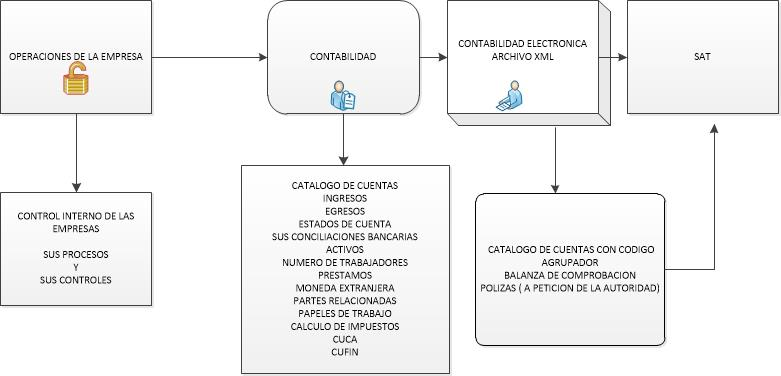 OPERACIONES DE LA EMPRESA
CONTABILIDAD
CONTABILIDAD ELECTRONICA
ARCHIVO XML
SAT
CONTROL INTERNO DE LAS
EMPRESAS
SUS PROCESOS
Y
SUS CONTROLES
CATALOGO DE CUENTAS
INGRESOS
EGRESOS
ESTADOS DE CUENTA
SUS CONCILIACIONES BANCARIAS
ACTIVOS
NUMERO DE TRABAJADORES
PRESTAMOS
MONEDA EXTRANJERA
PARTES RELACIONADAS
PAPELES DE TRABAJO
CALCULO DE IMPUESTOS
CUCA
CUFIN
CATALOGO DE CUENTAS CON CODIGO
AGRUPADOR
BALANZA DE COMPROBACION
POLIZAS ( A PETICION DE LA AUTORIDAD)